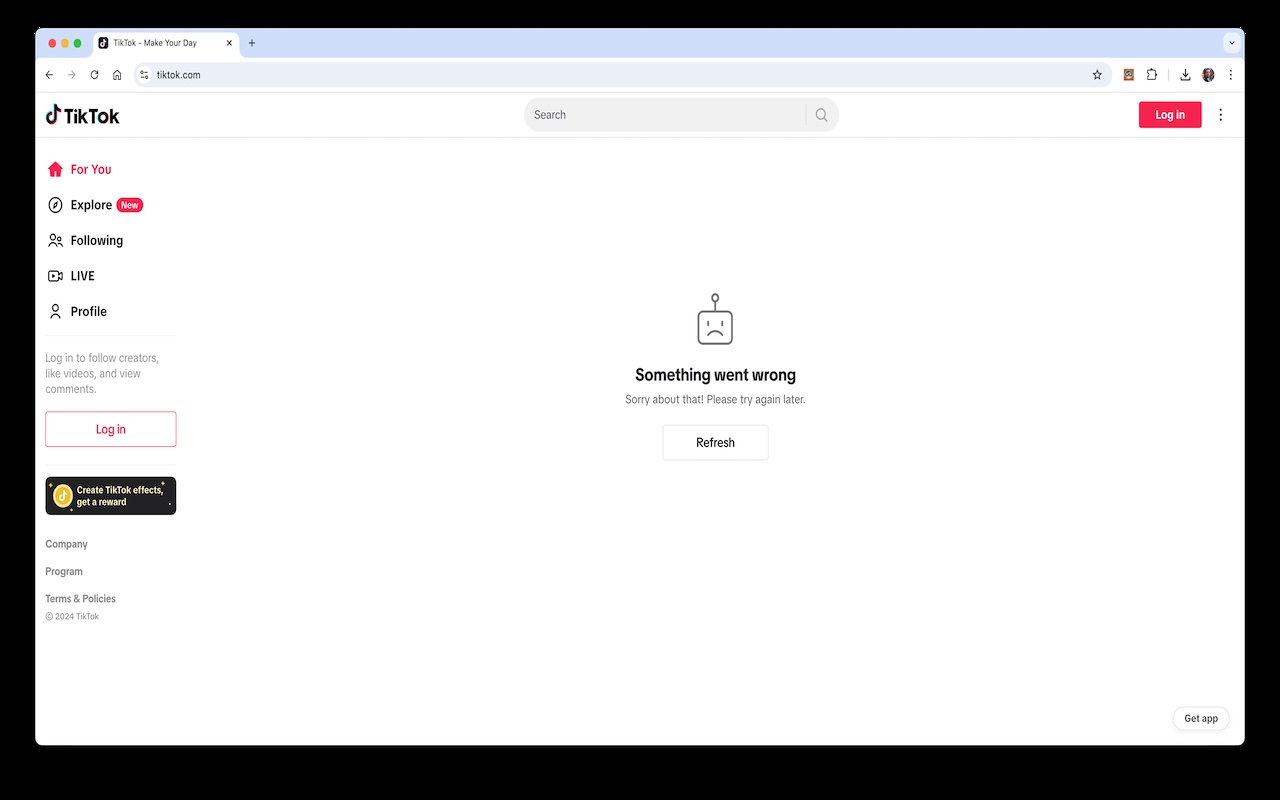 TikTok - Make Your Day
tiktok.com
TikTok
Search
Log in
For You
Explore New
Following
LIVE
Profile
Log in to follow creators,
like videos, and view
comments.
Log in
Create TikTok effects,
get a reward
Company
Program
Terms & Policies
© 2024 TikTok
Something went wrong
Sorry about that! Please try again later.
Refresh
Get app